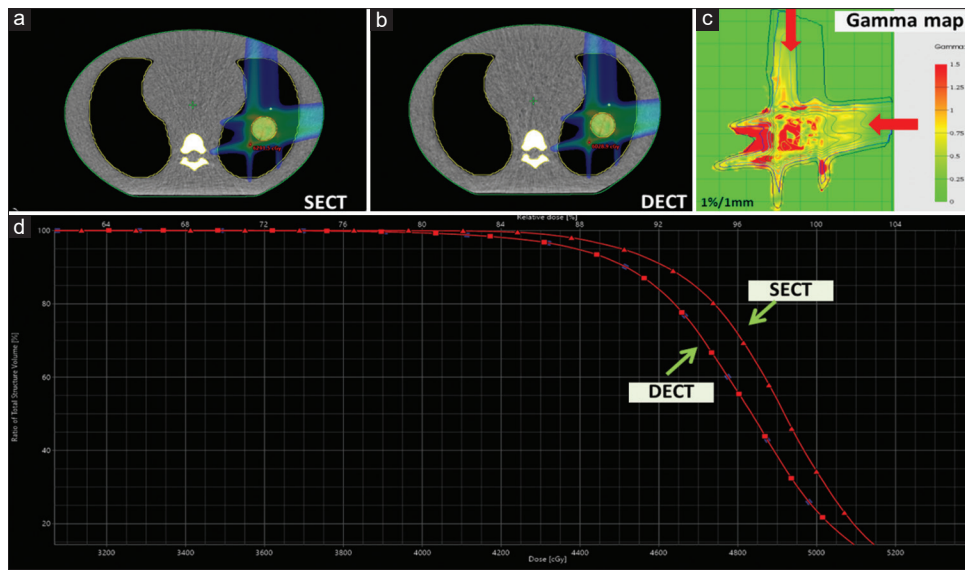 a
SECT
b
DECT
c
Gamma map
Gamma:
1.5
1.25
1
0.75
0.5
0.25
0
1%/1mm
d
Relative dose [%]
64 68 72 76 80 84 88 92 96 100 104
Ratio of Total Structure Volume [%]
100
80
60
40
20
SECT
DECT
3200 3400 3600 3800 4000 4200 4400 4600 4800 5000 5200
Dose [cGy]